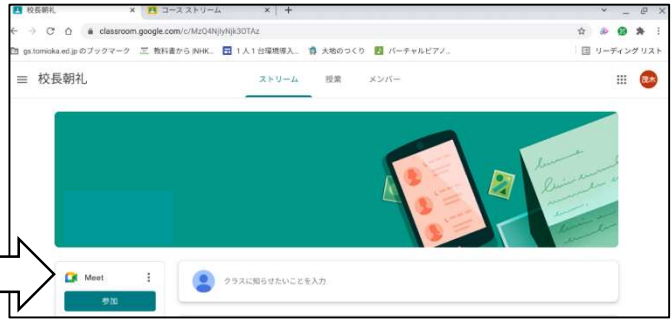 校長朝礼 × コース ストリーム × +
classroom.google.com/c/MzQ4NjIyNjk3OTAz
gs.tomioka.ed.jp のブックマーク 教科書から |NHK... 1人1台環境導入... 大地のつくり バーチャルピアノ... リーディング リスト
校長朝礼 ストリーム 授業 メンバー 茂木
Meet
クラスに知らせたいことを入力
参加